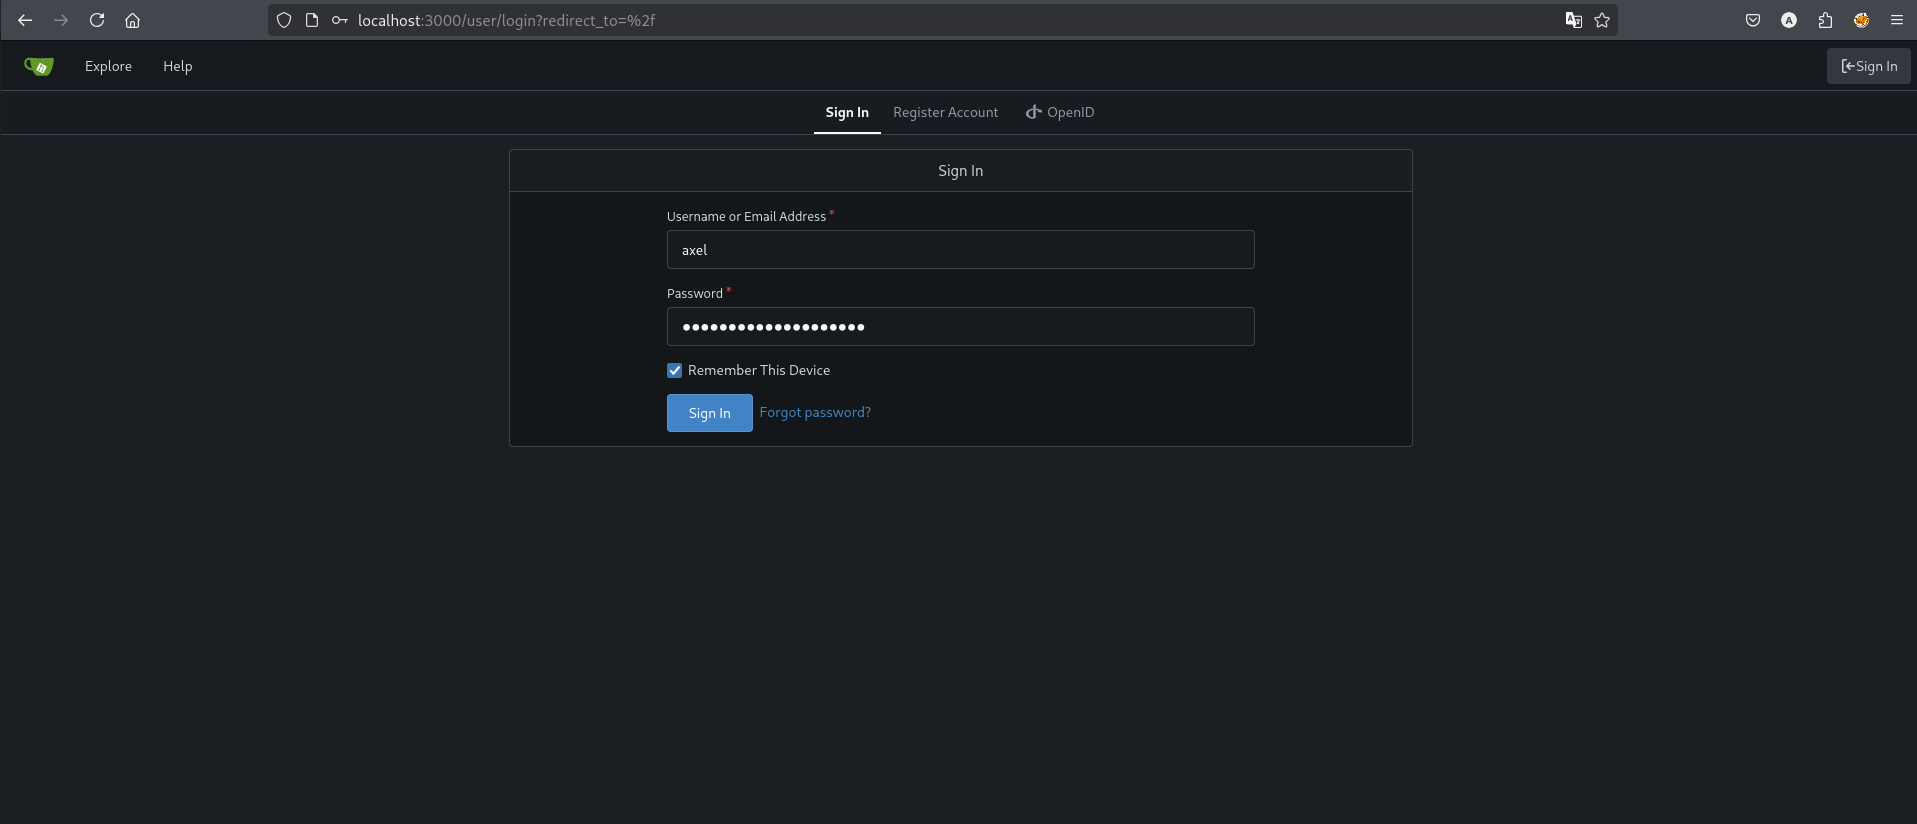 localhost:3000/user/login?redirect_to=%2f
A
Explore Help Sign In
Sign In Register Account OpenID
Sign In
Username or Email Address *
axel
Password *
●●●●●●●●●●●●●●●●●●●●
Remember This Device
Sign In Forgot password?